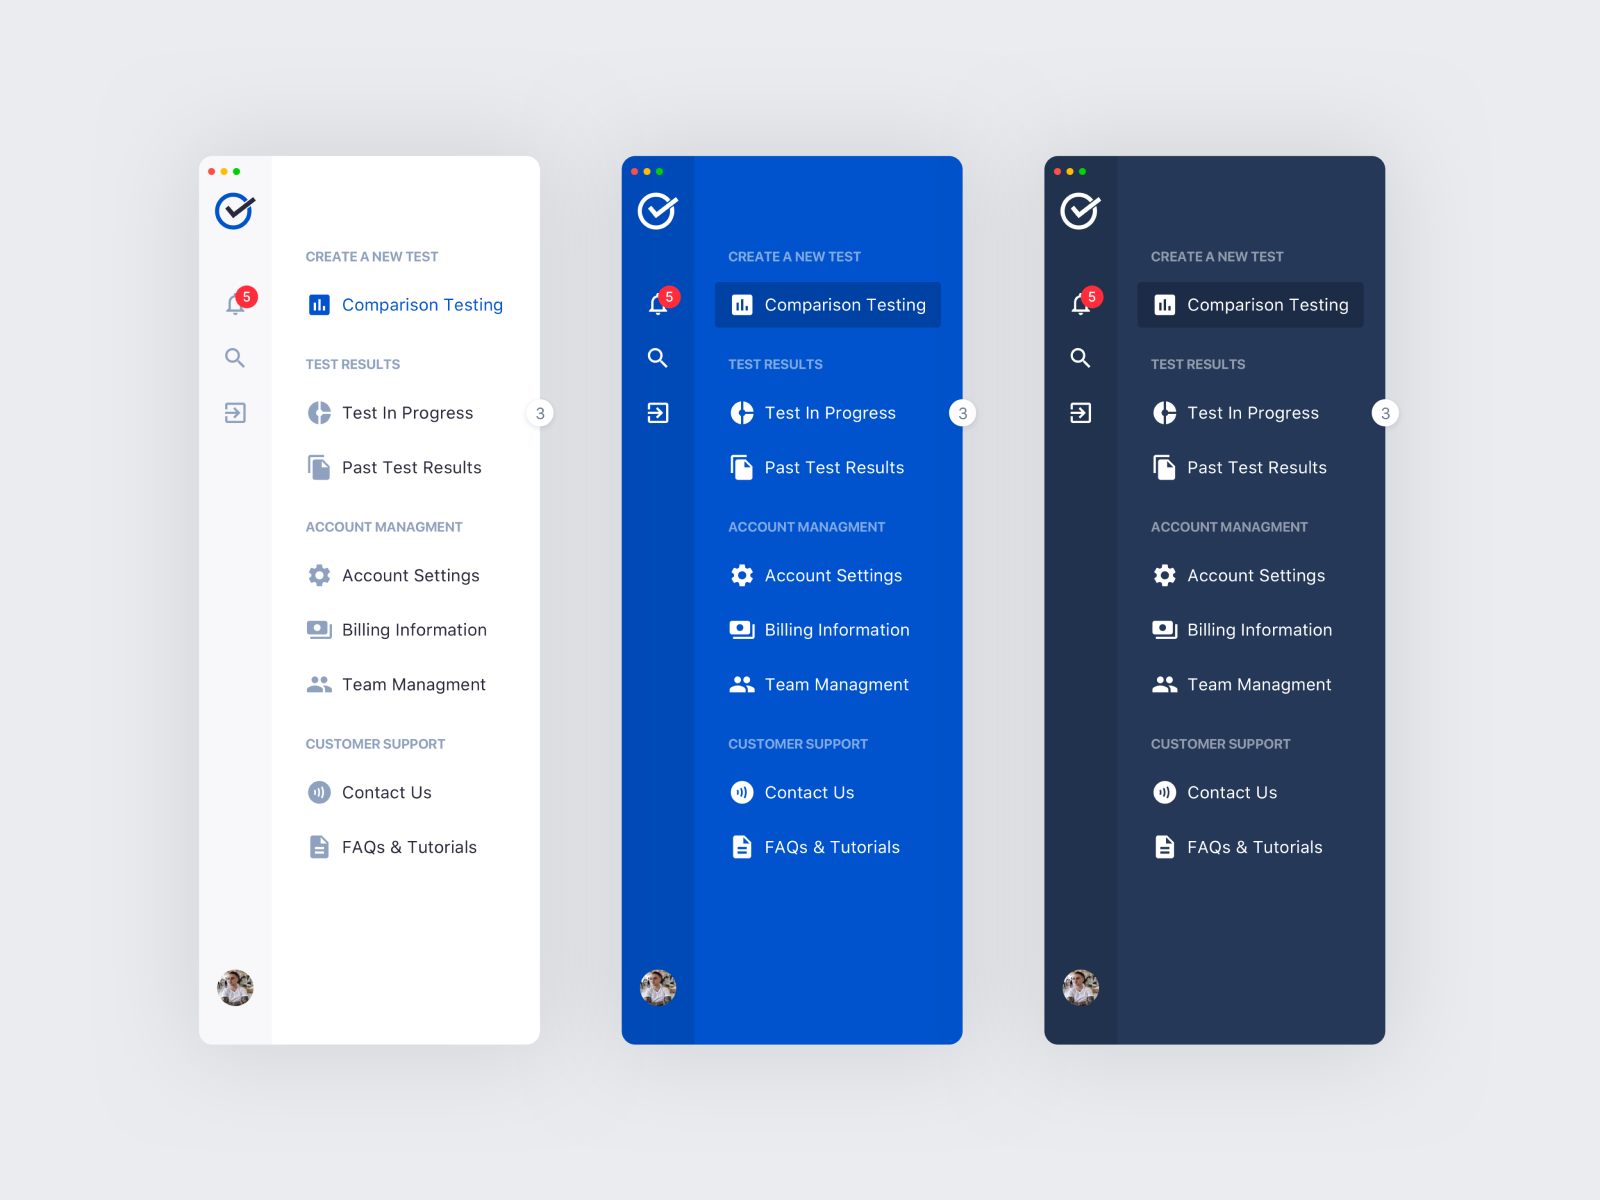 CREATE A NEW TEST
5
Comparison Testing
TEST RESULTS
Test In Progress
3
Past Test Results
ACCOUNT MANAGMENT
Account Settings
Billing Information
Team Managment
CUSTOMER SUPPORT
Contact Us
FAQs & Tutorials
CREATE A NEW TEST
5
Comparison Testing
TEST RESULTS
Test In Progress
3
Past Test Results
ACCOUNT MANAGMENT
Account Settings
Billing Information
Team Managment
CUSTOMER SUPPORT
Contact Us
FAQs & Tutorials
CREATE A NEW TEST
5
Comparison Testing
TEST RESULTS
Test In Progress
3
Past Test Results
ACCOUNT MANAGMENT
Account Settings
Billing Information
Team Managment
CUSTOMER SUPPORT
Contact Us
FAQs & Tutorials